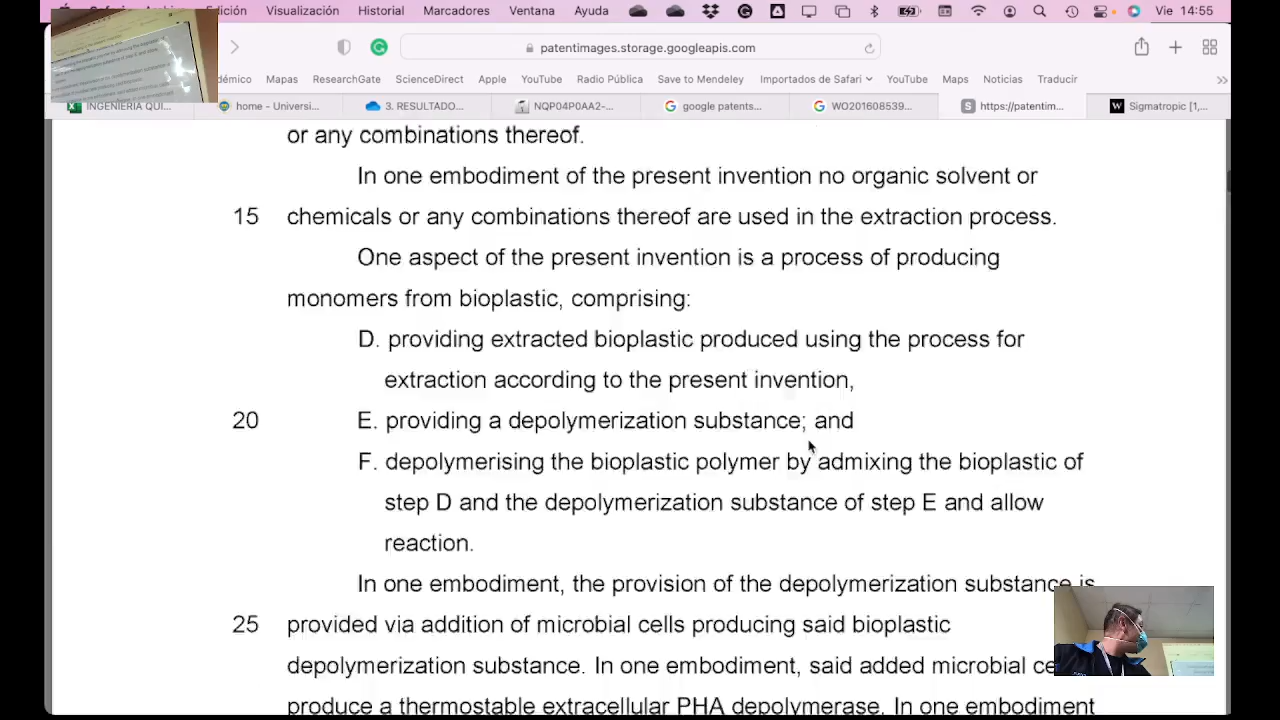 Edición Visualización Historial Marcadores Ventana Ayuda Vie 14:55
patentimages.storage.googleapis.com
démico Mapas ResearchGate ScienceDirect Apple YouTube Radio Pública Save to Mendeley Importados de Safari YouTube Maps Noticias Traducir
INGENIERIA QUI... home - Universi... 3. RESULTADO... NQP04P0AA2-... google patents... WO201608539... https://patentim... Sigmatropic [1,...
or any combinations thereof.
In one embodiment of the present invention no organic solvent or
15 chemicals or any combinations thereof are used in the extraction process.
One aspect of the present invention is a process of producing
monomers from bioplastic, comprising:
D. providing extracted bioplastic produced using the process for
extraction according to the present invention,
20 E. providing a depolymerization substance; and
F. depolymerising the bioplastic polymer by admixing the bioplastic of
step D and the depolymerization substance of step E and allow
reaction.
In one embodiment, the provision of the depolymerization substance is
25 provided via addition of microbial cells producing said bioplastic
depolymerization substance. In one embodiment, said added microbial ce
produce a thermostable extracellular PHA depolymerase. In one embodiment